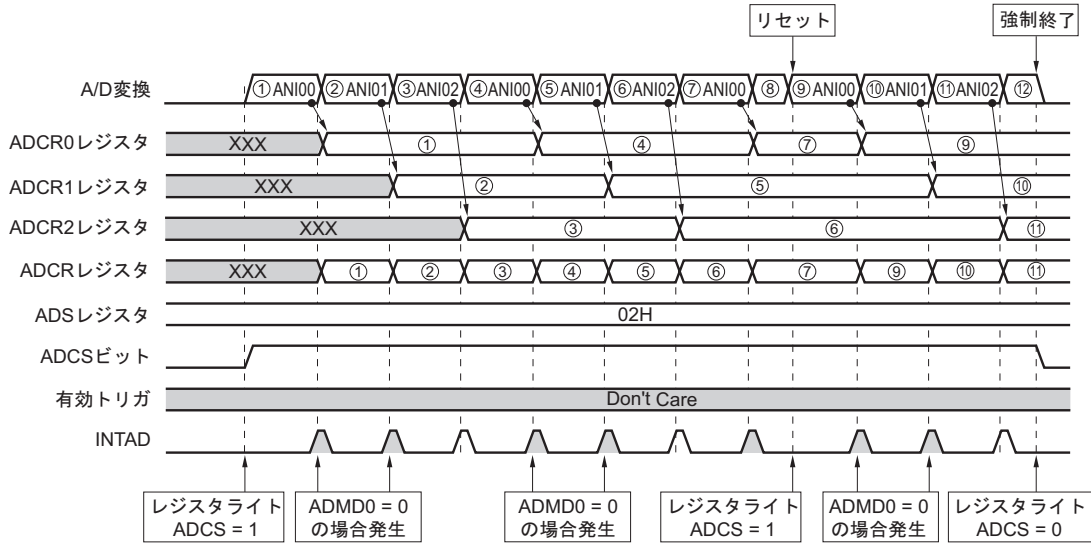 リセット
強制終了
A/D変換
①ANI00 ②ANI01 ③ANI02 ④ANI00 ⑤ANI01 ⑥ANI02 ⑦ANI00 ⑧ ⑨ANI00 ⑩ANI01 ⑪ANI02 ⑫
ADCR0レジスタ XXX ① ④ ⑦ ⑨
ADCR1レジスタ XXX ② ⑤ ⑩
ADCR2レジスタ XXX ③ ⑥ ⑪
ADCRレジスタ XXX ① ② ③ ④ ⑤ ⑥ ⑦ ⑨ ⑩ ⑪
ADSレジスタ 02H
ADCSビット
有効トリガ Don't Care
INTAD
レジスタライト
ADCS = 1
ADMD0 = 0
の場合発生
ADMD0 = 0
の場合発生
レジスタライト
ADCS = 1
ADMD0 = 0
の場合発生
レジスタライト
ADCS = 0